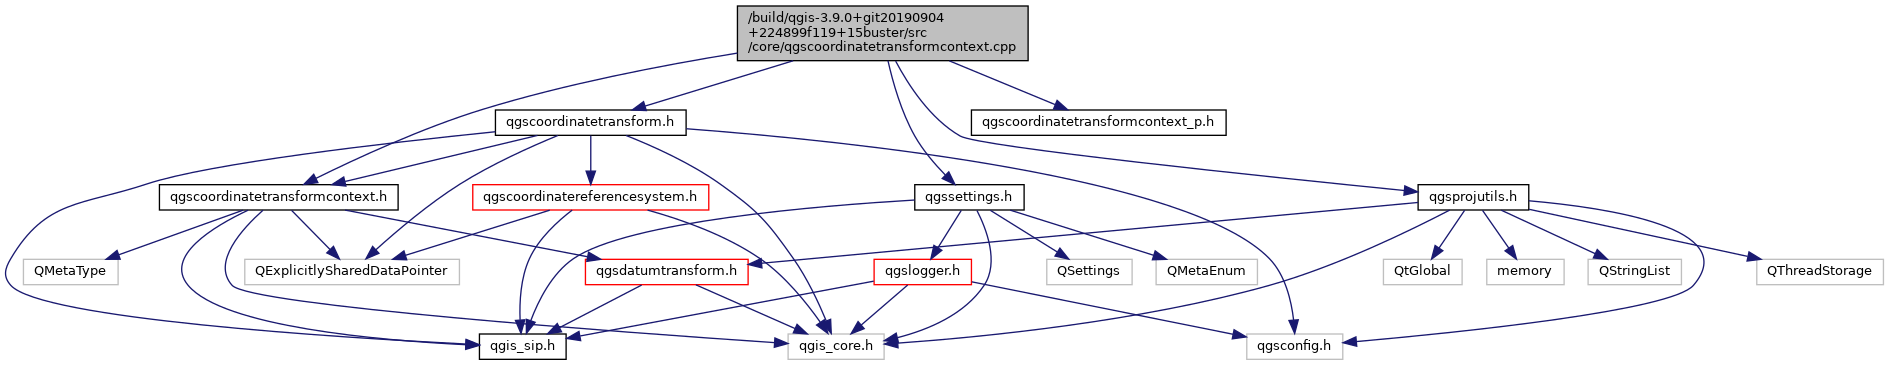 /build/qgis-3.9.0+git20190904
+224899f119+15buster/src
/core/qgscoordinatetransformcontext.cpp
qgscoordinatetransform.h
qgscoordinatetransformcontext_p.h
qgscoordinatetransformcontext.h
qgscoordinatereferencesystem.h
qgssettings.h
qgsprojutils.h
QMetaType
QExplicitlySharedDataPointer
qgsdatumtransform.h
qgslogger.h
QSettings
QMetaEnum
QtGlobal
memory
QStringList
QThreadStorage
qgis_sip.h
qgis_core.h
qgsconfig.h